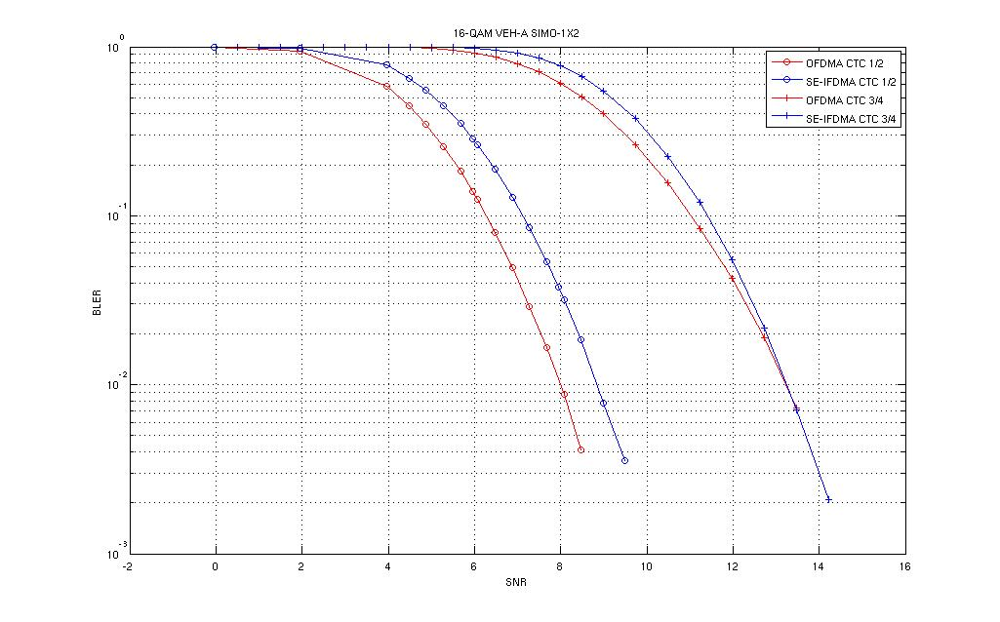 16-QAM VEH-A SIMO-1X2
10^0
OFDMA CTC 1/2
SE-IFDMA CTC 1/2
OFDMA CTC 3/4
SE-IFDMA CTC 3/4
10^-1
BLER
10^-2
10^-3
-2 0 2 4 6 8 10 12 14 16
SNR